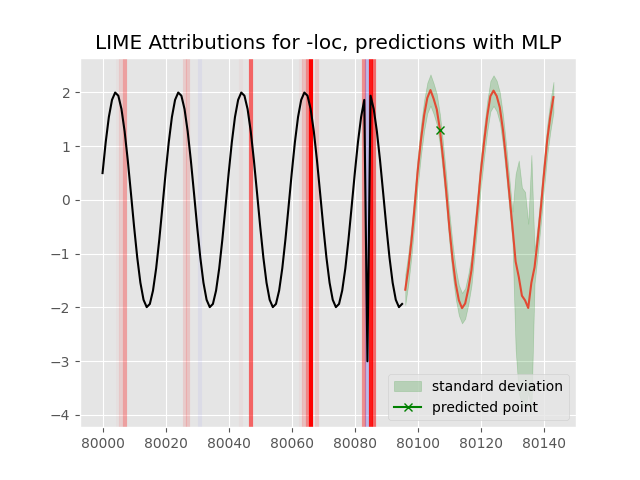 LIME Attributions for -loc, predictions with MLP
2
1
0
−1
−2
−3
−4
standard deviation
predicted point
80000 80020 80040 80060 80080 80100 80120 80140